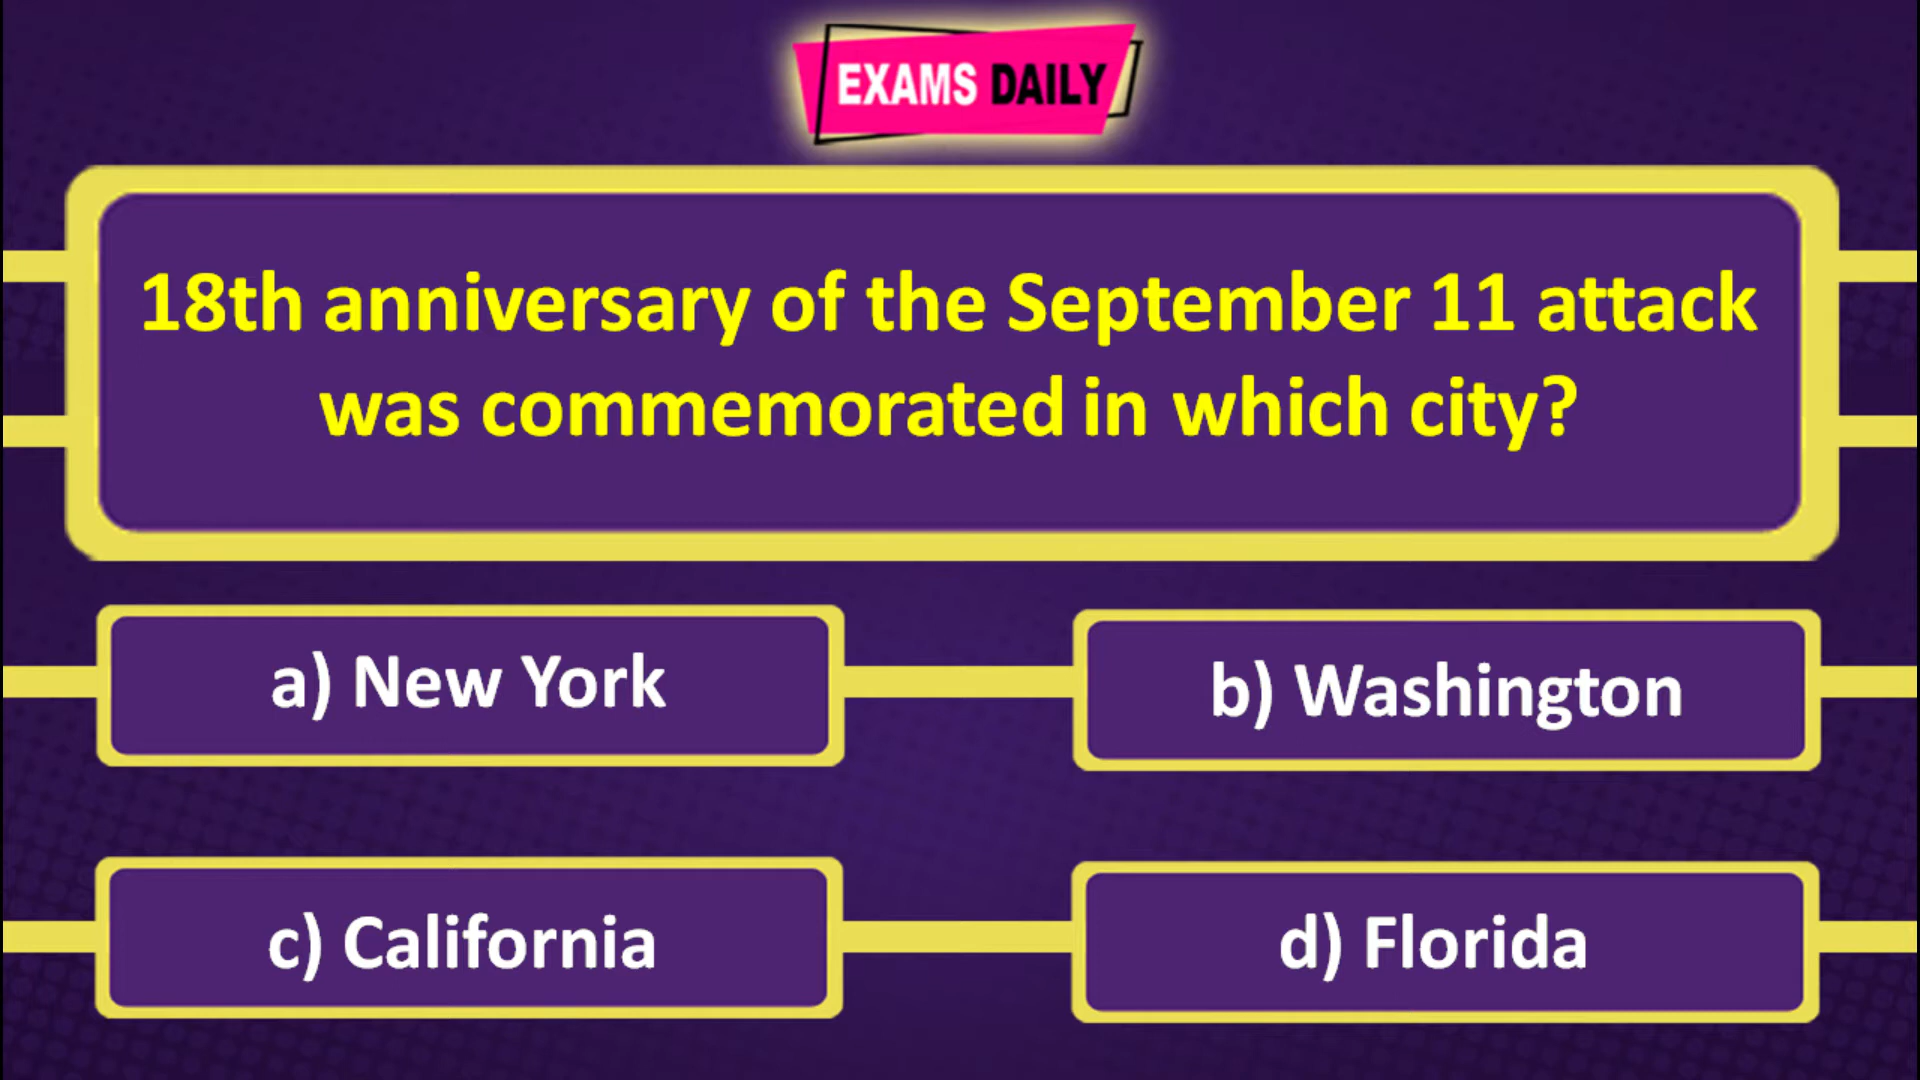 EXAMS DAILY
18th anniversary of the September 11 attack
was commemorated in which city?
a) New York
b) Washington
c) California
d) Florida